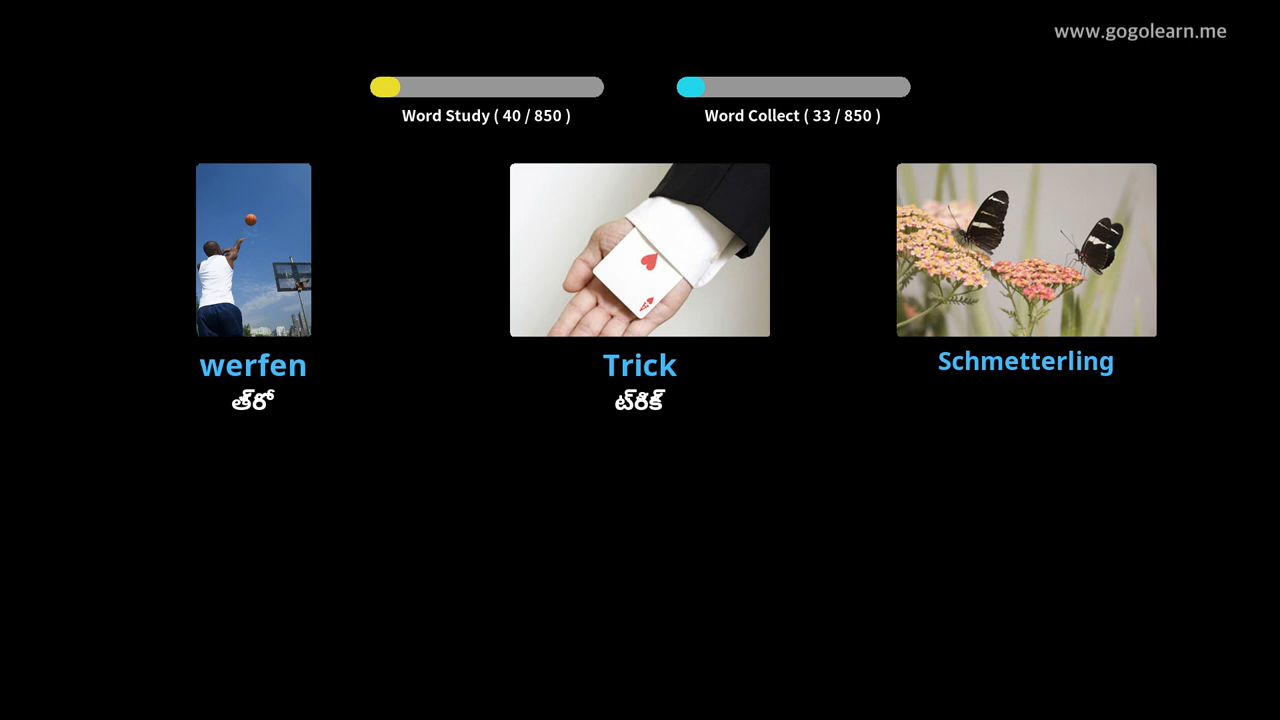 www.gogolearn.me
Word Study ( 40 / 850 )
Word Collect ( 33 / 850 )
werfen
త్‌రో
Trick
ట్‌రిక్
Schmetterling